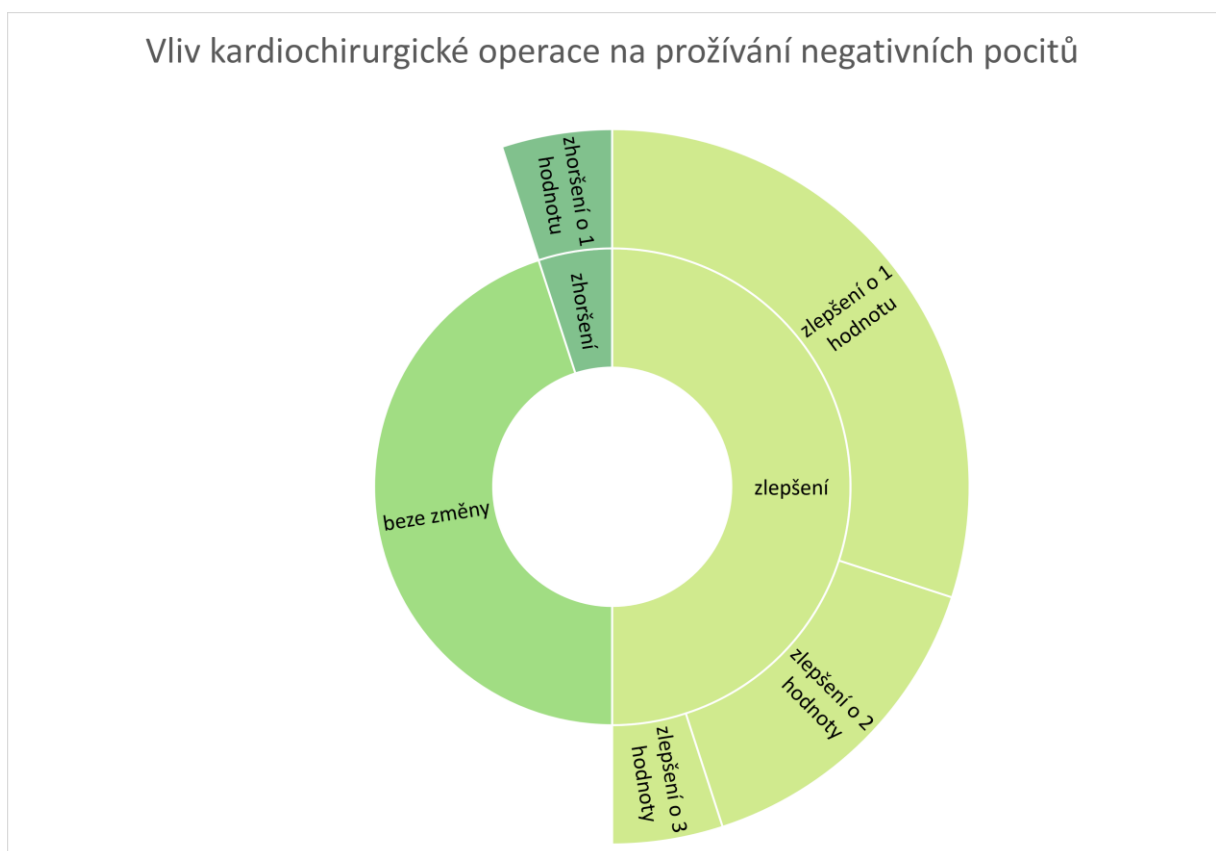 Vliv kardiochirurgické operace na prožívání negativních pocitů
zhoršení o 1
hodnotu
zhoršení
zlepšení o 1
hodnotu
zlepšení
beze změny
zlepšení o 2
hodnoty
zlepšení o 3
hodnoty